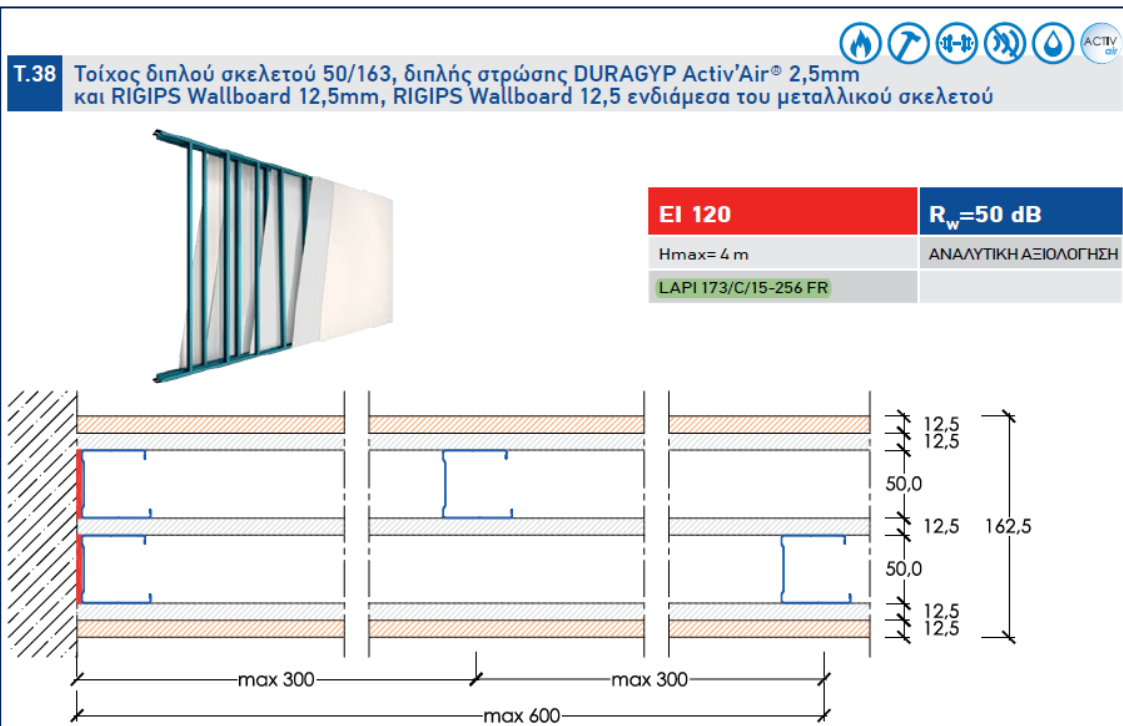 ACTIV
air
T.38 Τοίχος διπλού σκελετού 50/163, διπλής στρώσης DURAGYP Activ’Air® 2,5mm
και RIGIPS Wallboard 12,5mm, RIGIPS Wallboard 12,5 ενδιάμεσα του μεταλλικού σκελετού
EI 120 Rw=50 dB
Hmax= 4 m ΑΝΑΛΥΤΙΚΗ ΑΞΙΟΛΟΓΗΣΗ
LAPI 173/C/15-256 FR
12,5
12,5
50,0
12,5 162,5
50,0
12,5
12,5
max 300 max 300
max 600